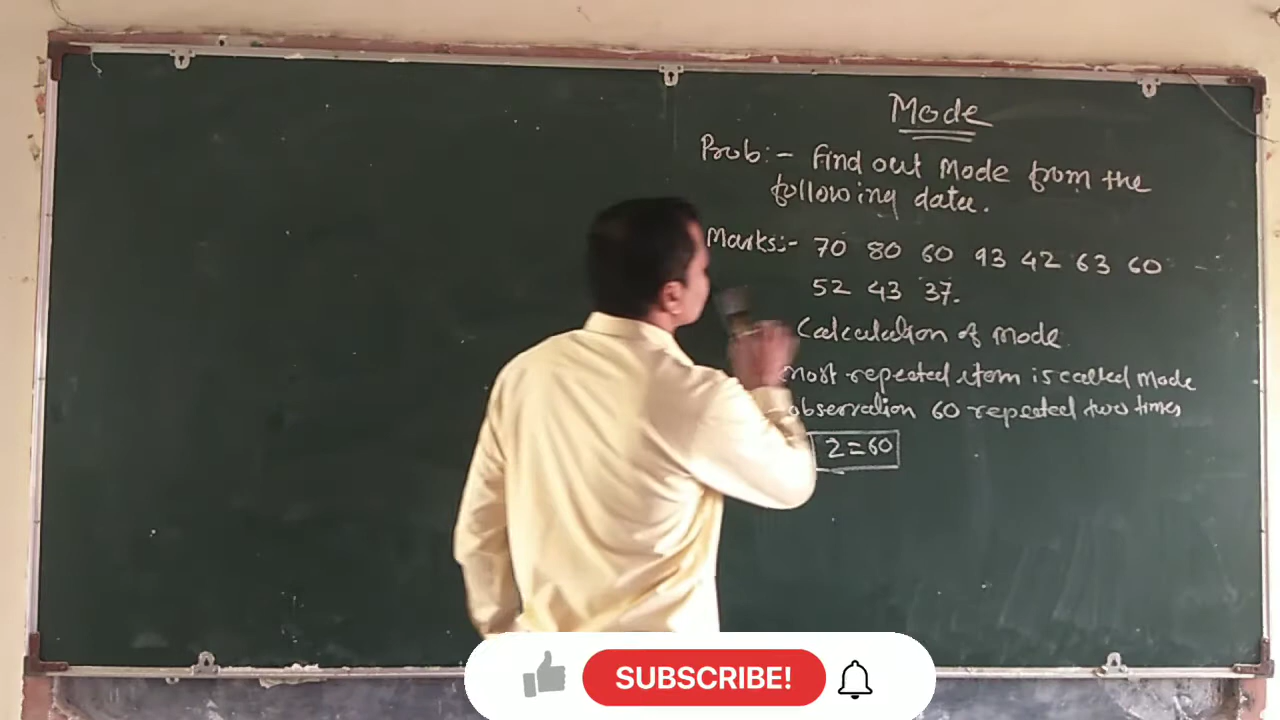 Mode
Prob:- Find out Mode from the
following data.
Marks:- 70 80 60 93 42 63 60
52 43 37.
Calculation of Mode
most repeated item is called Mode
observation 60 repeated two times
2=60
SUBSCRIBE!